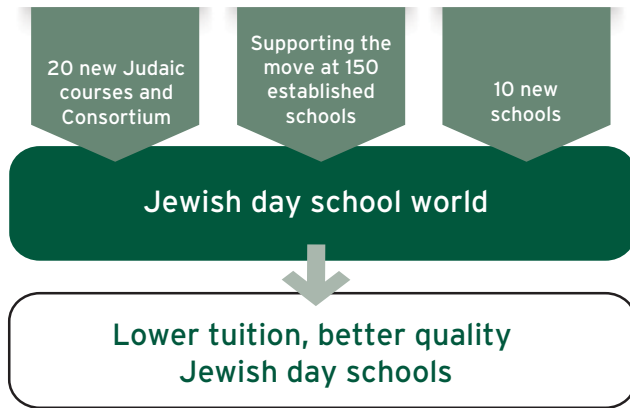 20 new Judaic
courses and
Consortium
Supporting the
move at 150
established
schools
10 new
schools
Jewish day school world
Lower tuition, better quality
Jewish day schools